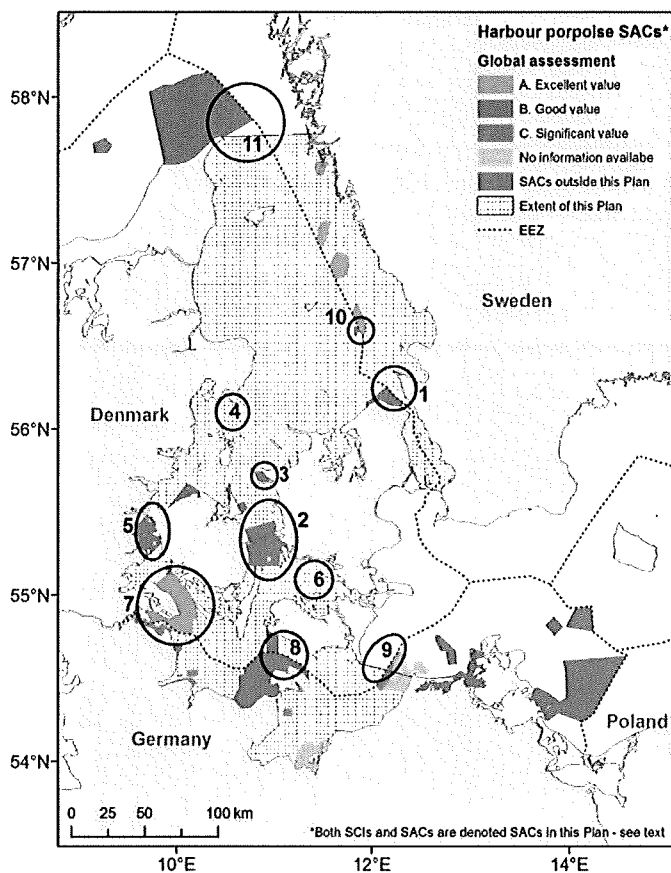 Harbour porpoise SACs*
Global assessment
A. Excellent value
B. Good value
C. Significant value
No information availabe
SACs outside this Plan
Extent of this Plan
EEZ
58°N
57°N
56°N
55°N
54°N
11
10
Sweden
1
Denmark
4
3
5
2
6
7
8
9
Germany
Poland
0 25 50 100 km
*Both SCIs and SACs are denoted SACs in this Plan - see text
10°E 12°E 14°E